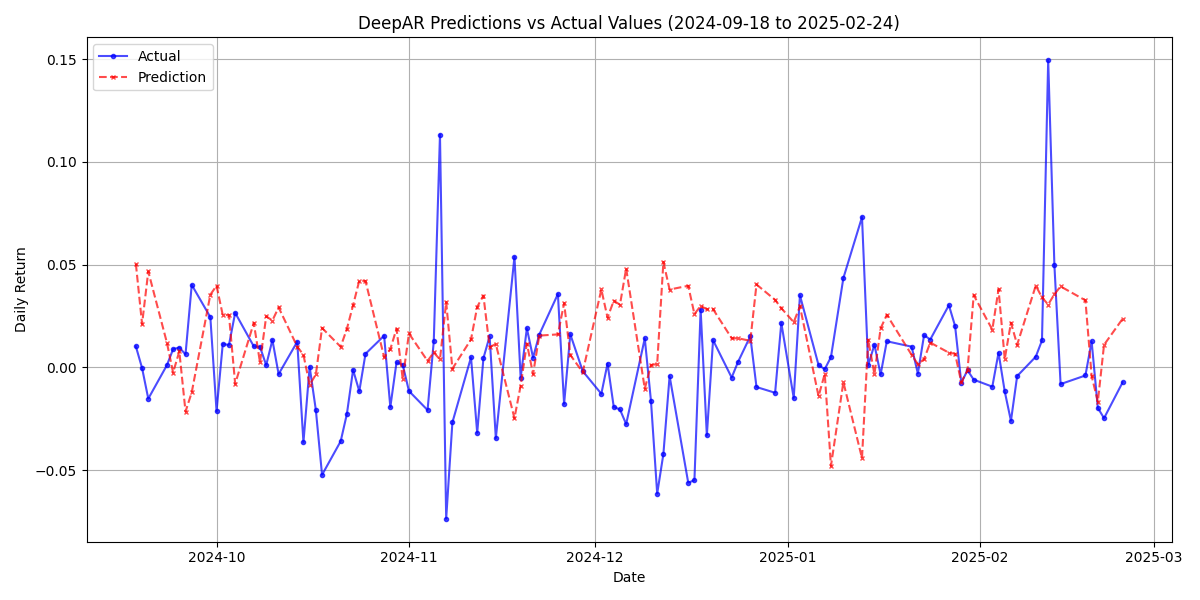 DeepAR Predictions vs Actual Values (2024-09-18 to 2025-02-24)
Actual
Prediction
0.15
0.10
0.05
0.00
−0.05
Daily Return
2024-10
2024-11
2024-12
2025-01
2025-02
2025-03
Date